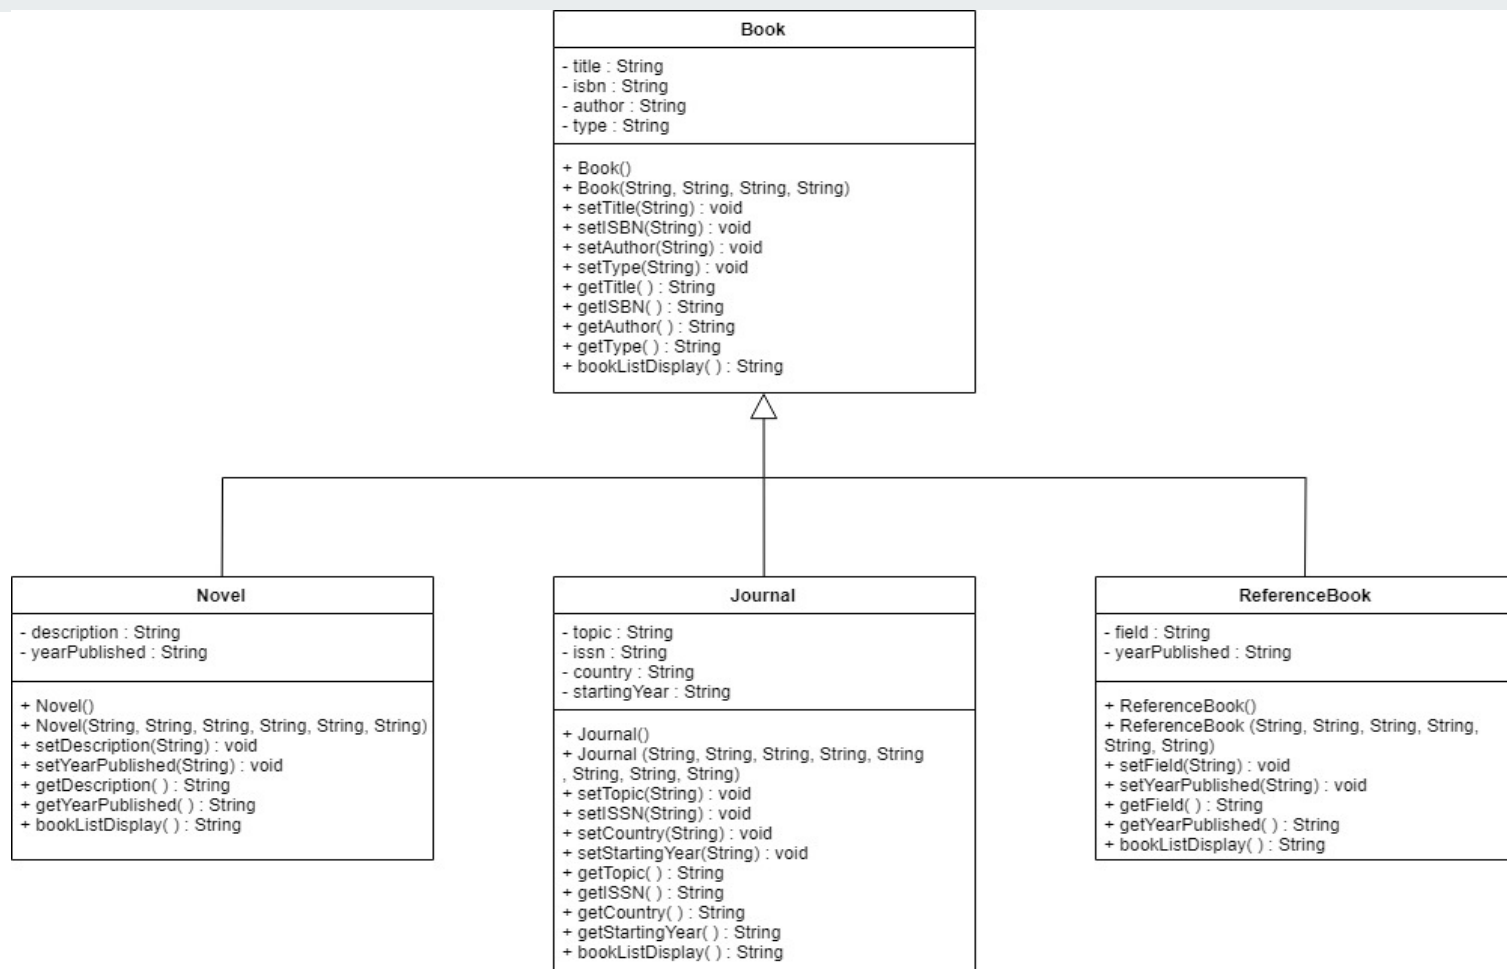 Book
- title : String
- isbn : String
- author : String
- type : String
+ Book()
+ Book(String, String, String, String)
+ setTitle(String) : void
+ setISBN(String) : void
+ setAuthor(String) : void
+ setType(String) : void
+ getTitle( ) : String
+ getISBN( ) : String
+ getAuthor( ) : String
+ getType( ) : String
+ bookListDisplay( ) : String
Novel
- description : String
- yearPublished : String
+ Novel()
+ Novel(String, String, String, String, String, String)
+ setDescription(String) : void
+ setYearPublished(String) : void
+ getDescription( ) : String
+ getYearPublished( ) : String
+ bookListDisplay( ) : String
Journal
- topic : String
- issn : String
- country : String
- startingYear : String
+ Journal()
+ Journal (String, String, String, String, String
, String, String, String)
+ setTopic(String) : void
+ setISSN(String) : void
+ setCountry(String) : void
+ setStartingYear(String) : void
+ getTopic( ) : String
+ getISSN( ) : String
+ getCountry( ) : String
+ getStartingYear( ) : String
+ bookListDisplay( ) : String
ReferenceBook
- field : String
- yearPublished : String
+ ReferenceBook()
+ ReferenceBook (String, String, String, String,
String, String)
+ setField(String) : void
+ setYearPublished(String) : void
+ getField( ) : String
+ getYearPublished( ) : String
+ bookListDisplay( ) : String